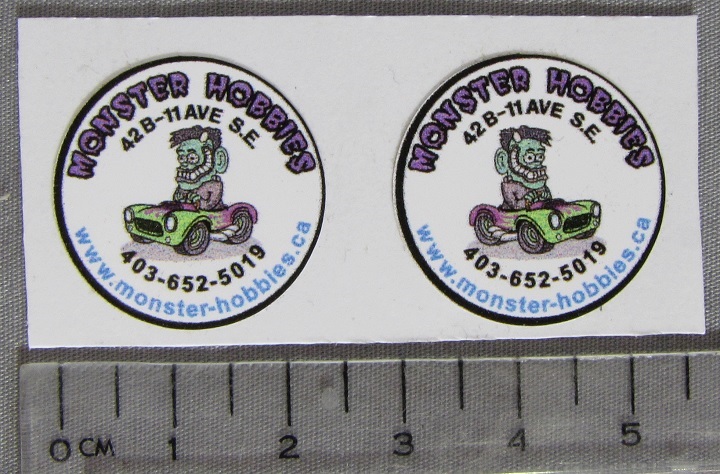 MONSTER HOBBIES
42 B-11 AVE S.E.
403-652-5019
www.monster-hobbies.ca
MONSTER HOBBIES
42 B-11 AVE S.E.
403-652-5019
www.monster-hobbies.ca
0 CM 1 2 3 4 5